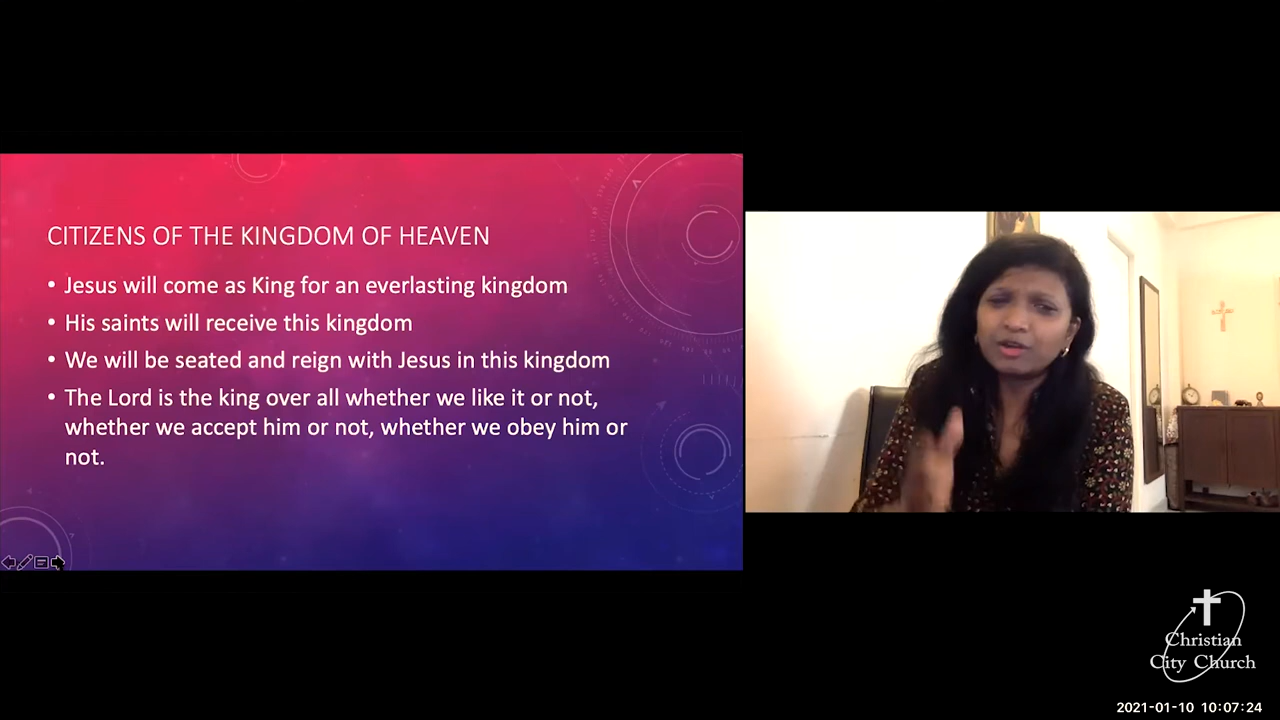 CITIZENS OF THE KINGDOM OF HEAVEN
• Jesus will come as King for an everlasting kingdom
• His saints will receive this kingdom
• We will be seated and reign with Jesus in this kingdom
• The Lord is the king over all whether we like it or not,
whether we accept him or not, whether we obey him or
not.
Christian
City Church
2021-01-10 10:07:24